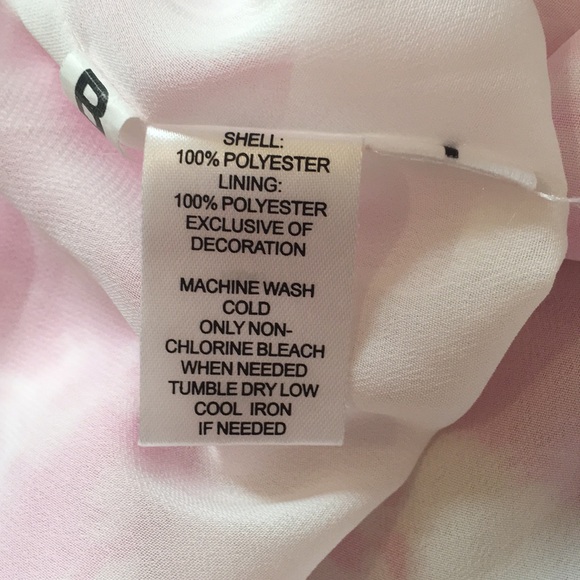 8
SHELL:
100% POLYESTER
LINING:
100% POLYESTER
EXCLUSIVE OF
DECORATION
MACHINE WASH
COLD
ONLY NON-
CHLORINE BLEACH
WHEN NEEDED
TUMBLE DRY LOW
COOL IRON
IF NEEDED